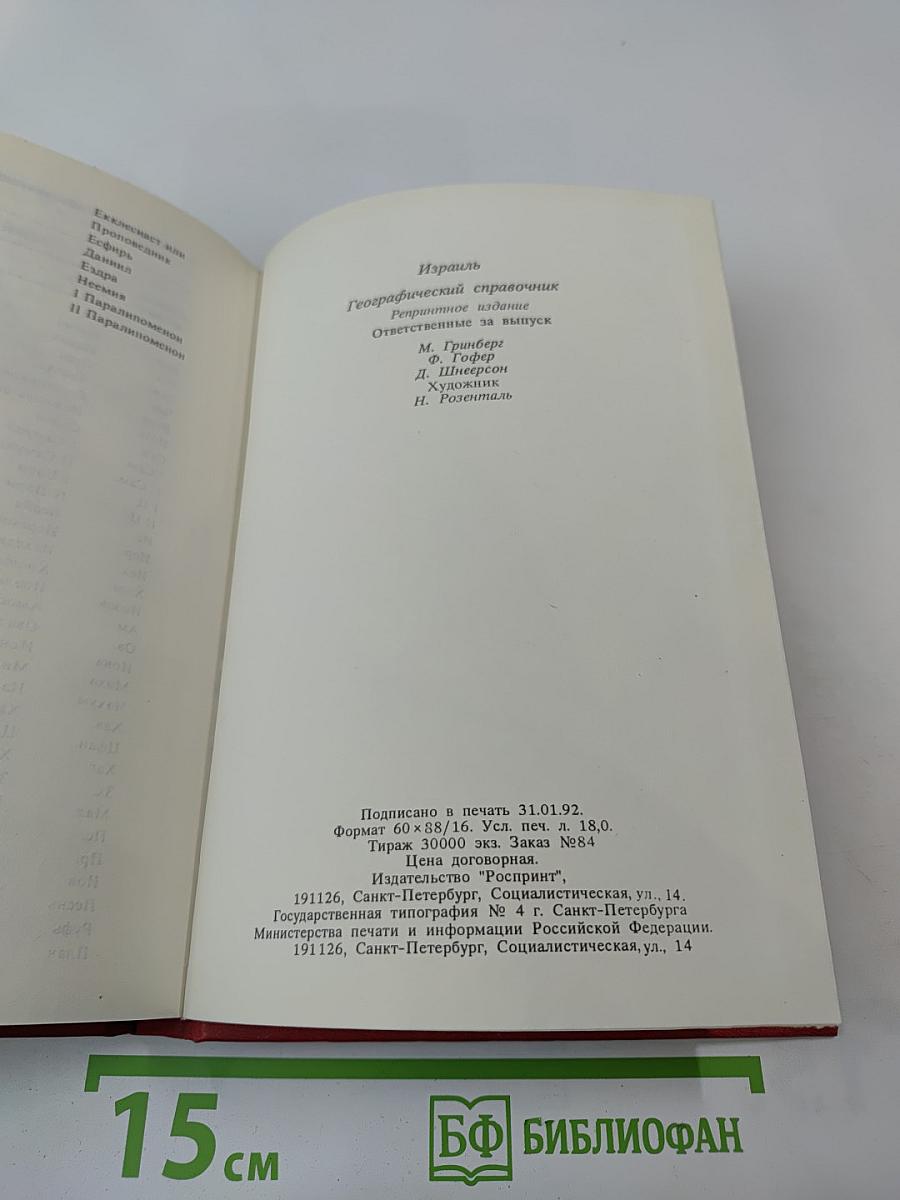 Екклесиаст или
Проповедник
Есфирь
Даниил
Ездра
Неемия
I Паралипоменон
II Паралипоменон
Израиль
Географический справочник
Репринтное издание
Ответственные за выпуск
М. Гринберг
Ф. Гофер
Д. Шнеерсон
Художник
Н. Розенталь
Подписано в печать 31.01.92.
Формат 60×88/16. Усл. печ. л. 18,0.
Тираж 30000 экз. Заказ №84
Цена договорная.
Издательство "Роспринт",
191126, Санкт-Петербург, Социалистическая, ул., 14.
Государственная типография № 4 г. Санкт-Петербурга
Министерства печати и информации Российской Федерации.
191126, Санкт-Петербург, Социалистическая, ул., 14
15 см
БФ БИБЛИОФАН